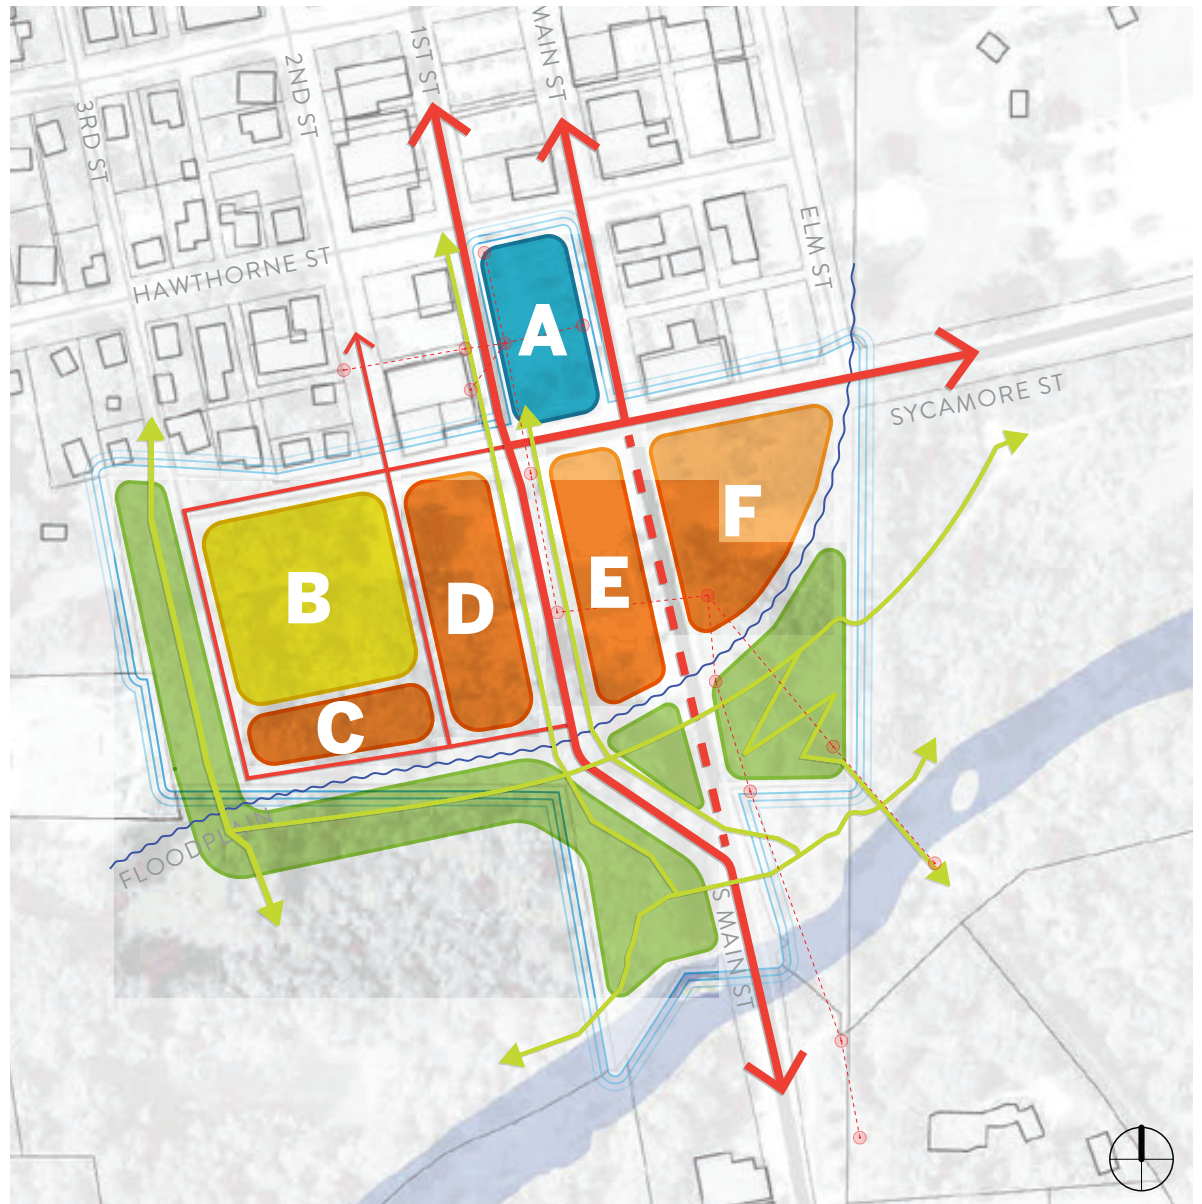 1ST ST
MAIN ST
2ND ST
3RD ST
ELM ST
HAWTHORNE ST
A
SYCAMORE ST
F
B
E
D
C
FLOODPLAIN
S MAIN ST